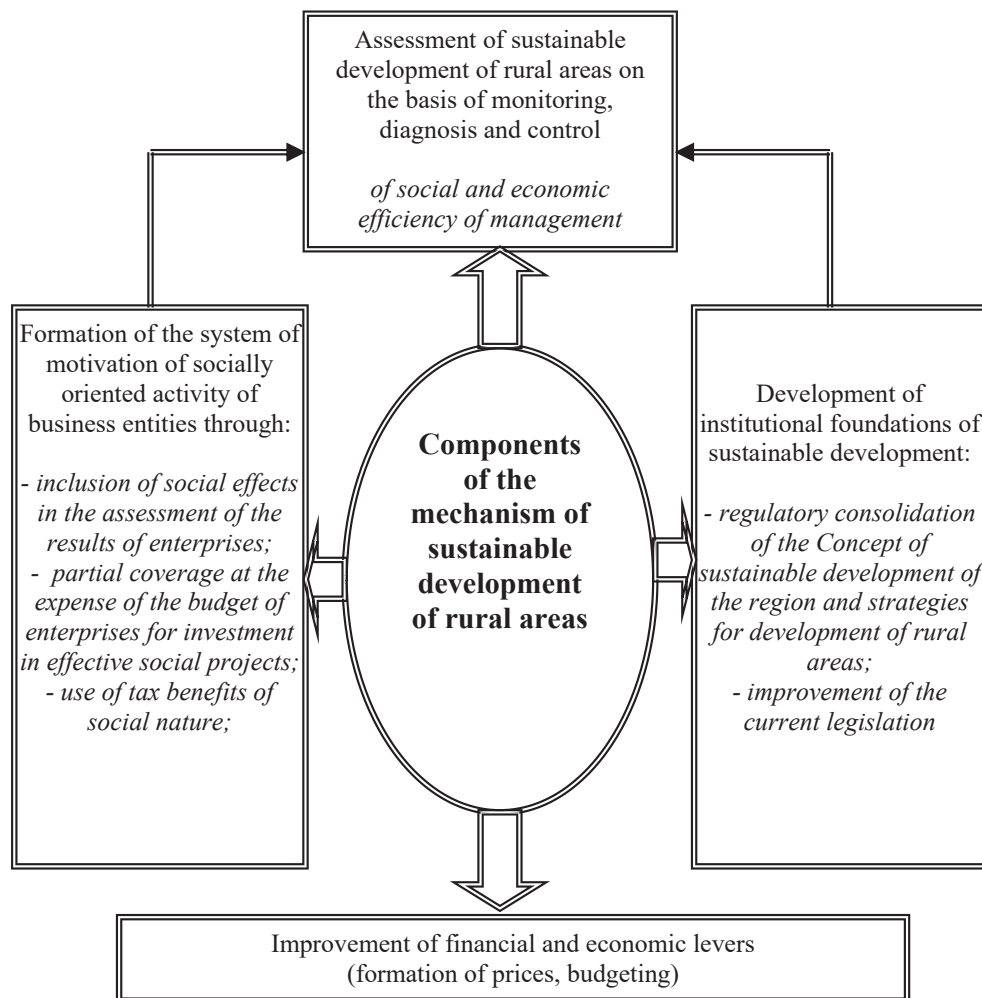 Assessment of sustainable
development of rural areas on
the basis of monitoring,
diagnosis and control
of social and economic
efficiency of management
Formation of the system of
motivation of socially
oriented activity of
business entities through:
- inclusion of social effects
in the assessment of the
results of enterprises;
- partial coverage at the
expense of the budget of
enterprises for investment
in effective social projects;
- use of tax benefits of
social nature;
Components
of the
mechanism of
sustainable
development
of rural areas
Development of
institutional foundations of
sustainable development:
- regulatory consolidation
of the Concept of
sustainable development of
the region and strategies
for development of rural
areas;
- improvement of the
current legislation
Improvement of financial and economic levers
(formation of prices, budgeting)